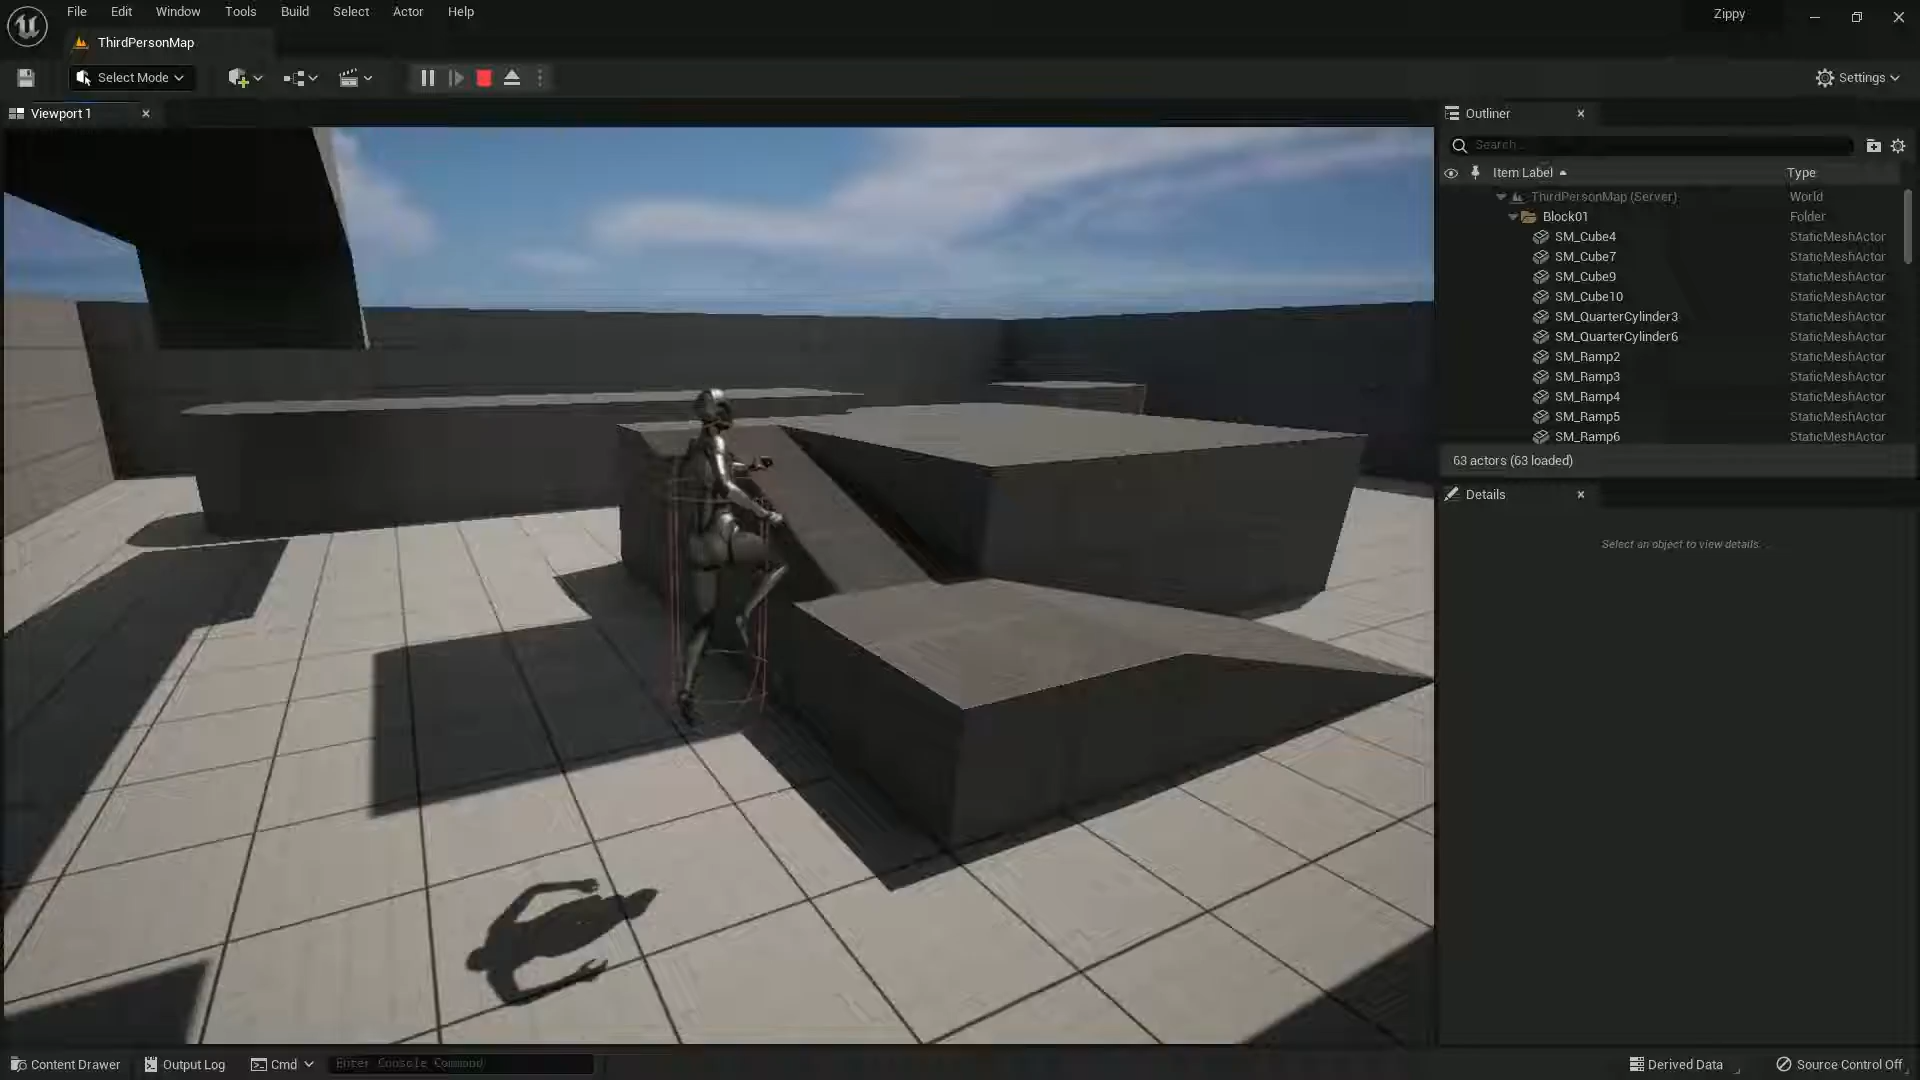 File Edit Window Tools Build Select Actor Help
Zippy
ThirdPersonMap
Select Mode
Settings
Viewport 1
Outliner
Search...
Item Label Type
ThirdPersonMap (Server) World
Block01 Folder
SM_Cube4 StaticMeshActor
SM_Cube7 StaticMeshActor
SM_Cube9 StaticMeshActor
SM_Cube10 StaticMeshActor
SM_QuarterCylinder3 StaticMeshActor
SM_QuarterCylinder6 StaticMeshActor
SM_Ramp2 StaticMeshActor
SM_Ramp3 StaticMeshActor
SM_Ramp4 StaticMeshActor
SM_Ramp5 StaticMeshActor
SM_Ramp6 StaticMeshActor
63 actors (63 loaded)
Details
Select an object to view details.
Content Drawer Output Log Cmd Enter Console Command
Derived Data Source Control Off